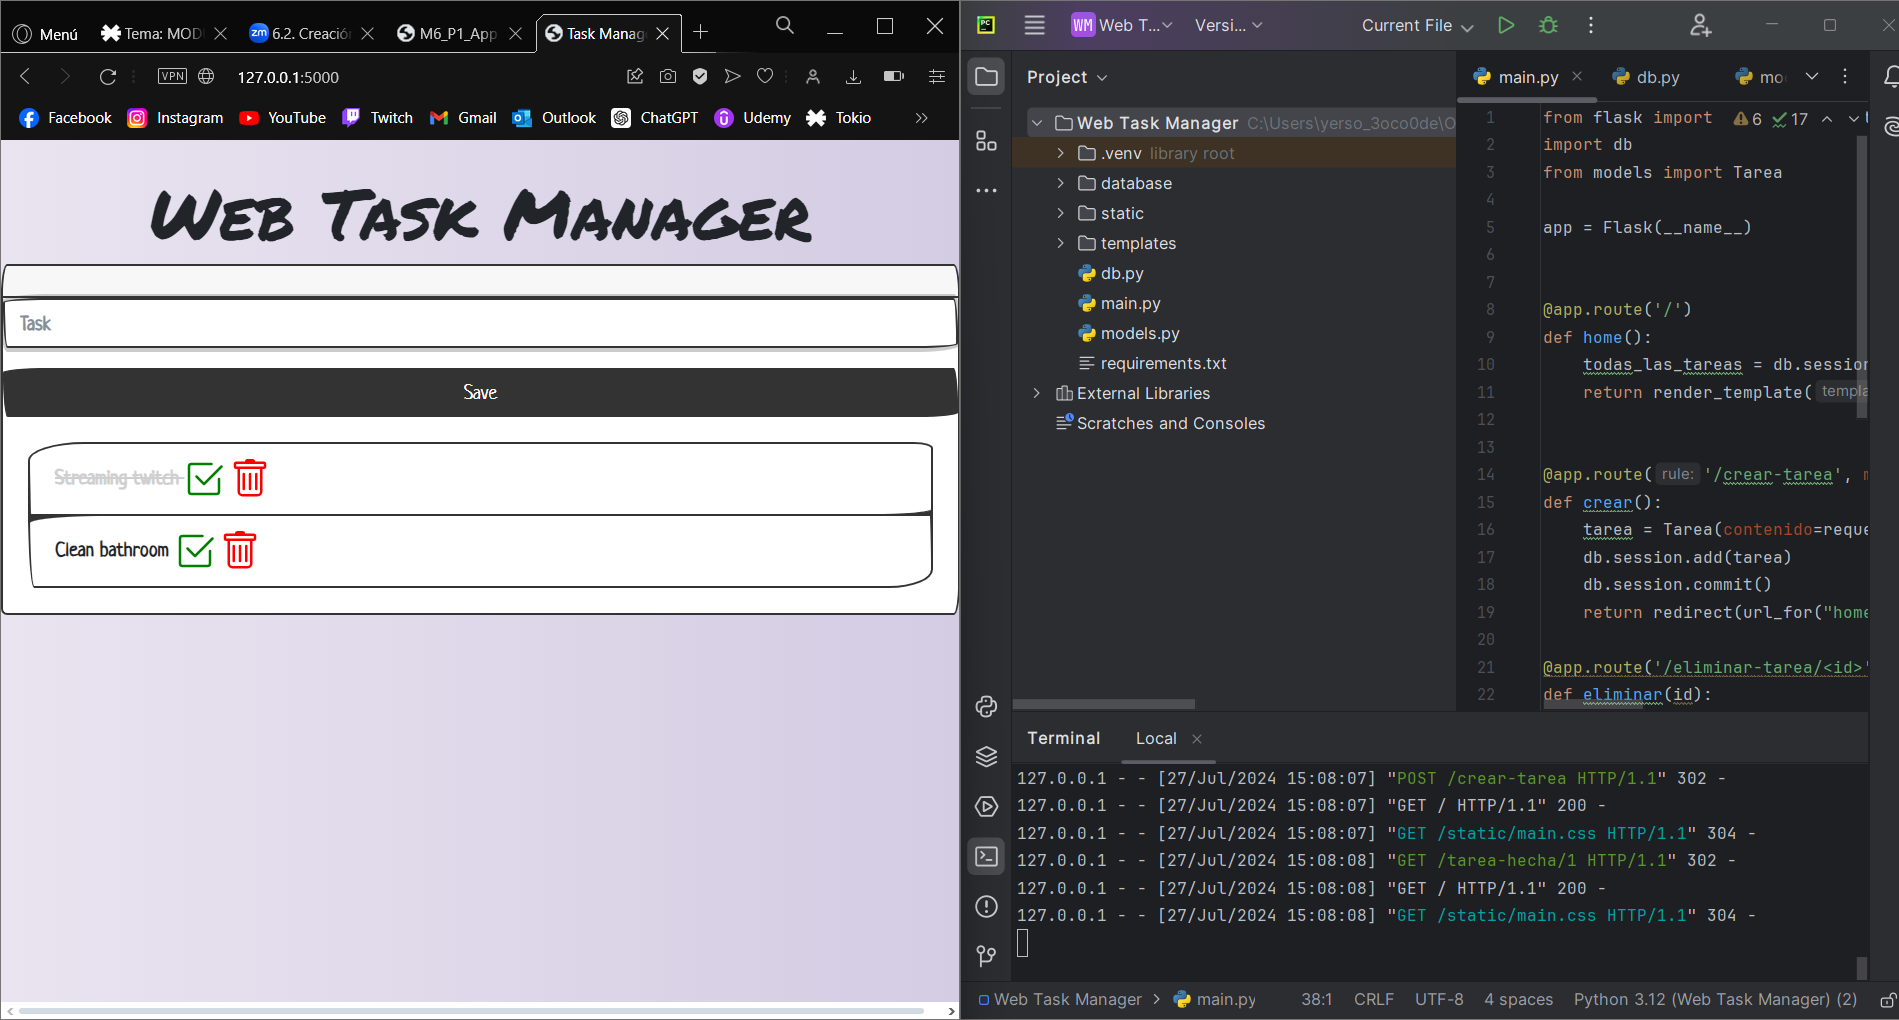 Menú
Tema: MOD
6.2. Creació
M6_P1_App
Task Manag
VPN
127.0.0.1:5000
Facebook
Instagram
YouTube
Twitch
Gmail
Outlook
ChatGPT
Udemy
Tokio
Web Task Manager
Task
Save
Streaming twitch
Clean bathroom
WM Web T...
Versi...
Current File
Project
main.py
db.py
mo
Web Task Manager C:\Users\yerso_3oco0de\O
.venv library root
database
static
templates
db.py
main.py
models.py
requirements.txt
External Libraries
Scratches and Consoles
6 17
1 from flask import
2 import db
3 from models import Tarea
4
5 app = Flask(__name__)
6
7
8 @app.route('/')
9 def home():
10 todas_las_tareas = db.session
11 return render_template( templa
12
13
14 @app.route( rule: '/crear-tarea', m
15 def crear():
16 tarea = Tarea(contenido=reque
17 db.session.add(tarea)
18 db.session.commit()
19 return redirect(url_for("home
20
21 @app.route('/eliminar-tarea/<id>'
22 def eliminar(id):
Terminal
Local
127.0.0.1 - - [27/Jul/2024 15:08:07] "POST /crear-tarea HTTP/1.1" 302 -
127.0.0.1 - - [27/Jul/2024 15:08:07] "GET / HTTP/1.1" 200 -
127.0.0.1 - - [27/Jul/2024 15:08:07] "GET /static/main.css HTTP/1.1" 304 -
127.0.0.1 - - [27/Jul/2024 15:08:08] "GET /tarea-hecha/1 HTTP/1.1" 302 -
127.0.0.1 - - [27/Jul/2024 15:08:08] "GET / HTTP/1.1" 200 -
127.0.0.1 - - [27/Jul/2024 15:08:08] "GET /static/main.css HTTP/1.1" 304 -
Web Task Manager > main.py
38:1
CRLF
UTF-8
4 spaces
Python 3.12 (Web Task Manager) (2)